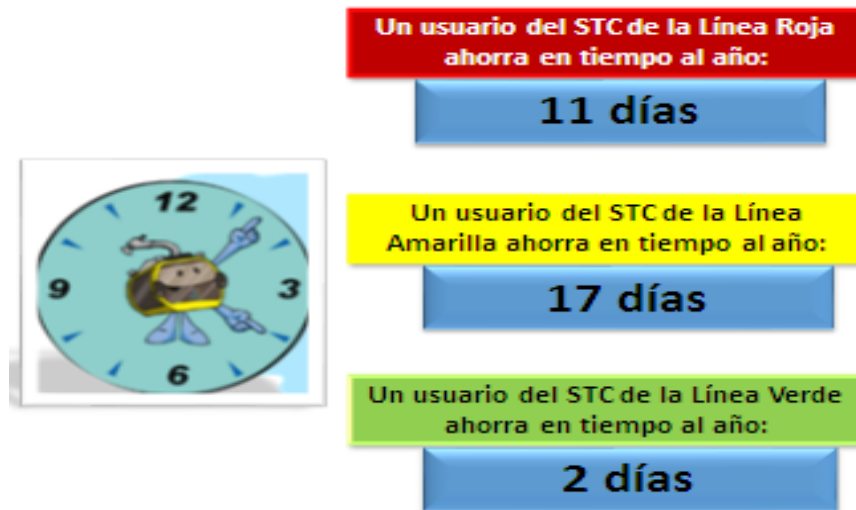 Un usuario del STC de la Línea Roja
ahorra en tiempo al año:
11 días
12
9
3
6
Un usuario del STC de la Línea
Amarilla ahorra en tiempo al año:
17 días
Un usuario del STC de la Línea Verde
ahorra en tiempo al año:
2 días